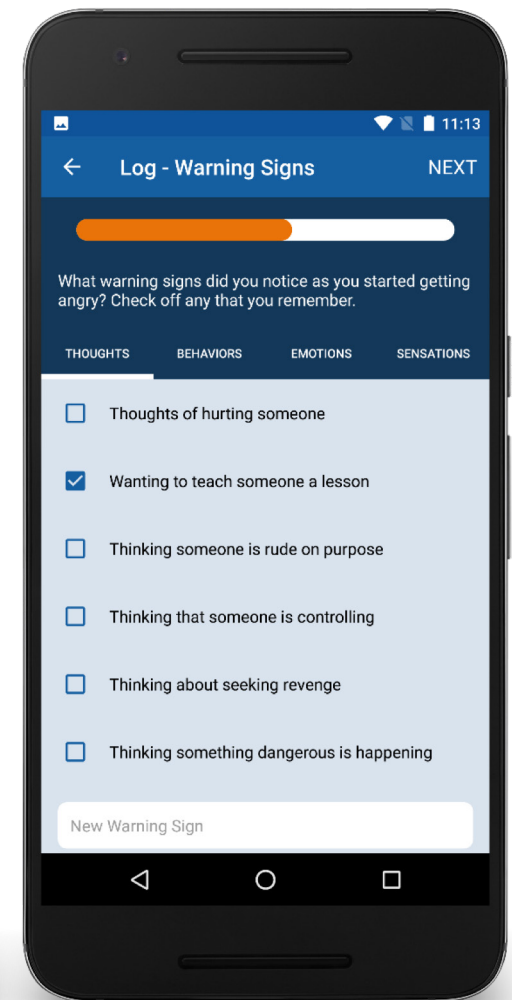 11:13
Log - Warning Signs NEXT
What warning signs did you notice as you started getting
angry? Check off any that you remember.
THOUGHTS BEHAVIORS EMOTIONS SENSATIONS
Thoughts of hurting someone
Wanting to teach someone a lesson
Thinking someone is rude on purpose
Thinking that someone is controlling
Thinking about seeking revenge
Thinking something dangerous is happening
New Warning Sign